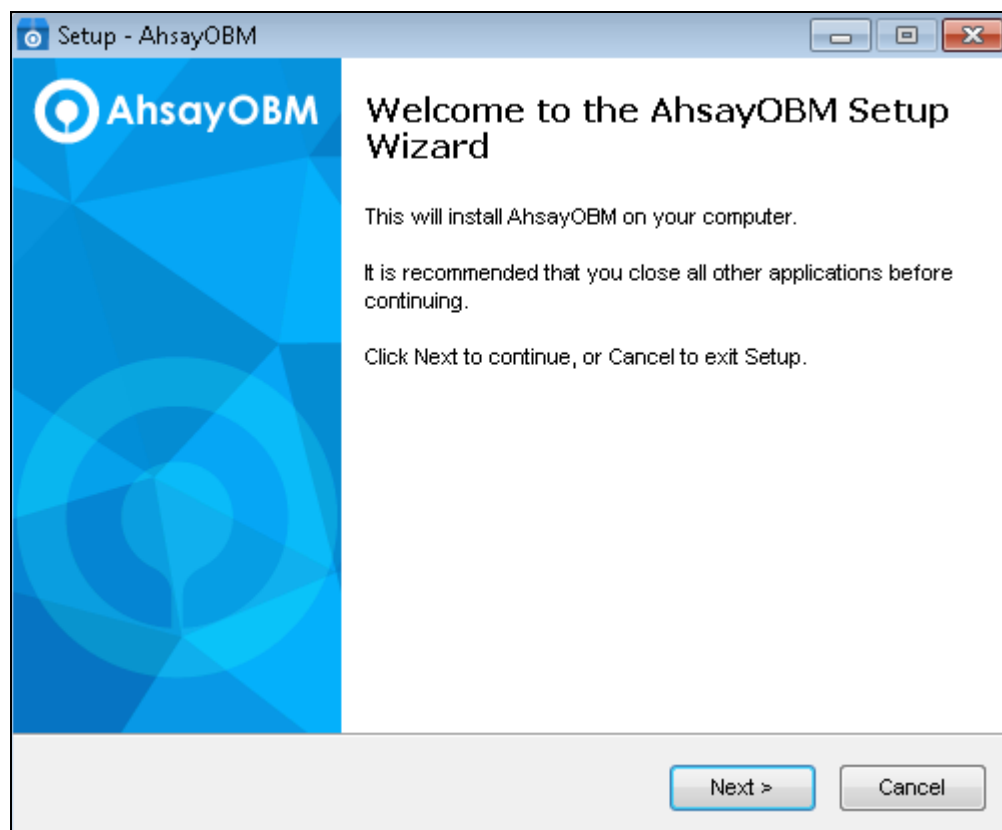 Setup - AhsayOBM
AhsayOBM
Welcome to the AhsayOBM Setup
Wizard
This will install AhsayOBM on your computer.
It is recommended that you close all other applications before
continuing.
Click Next to continue, or Cancel to exit Setup.
Next >
Cancel